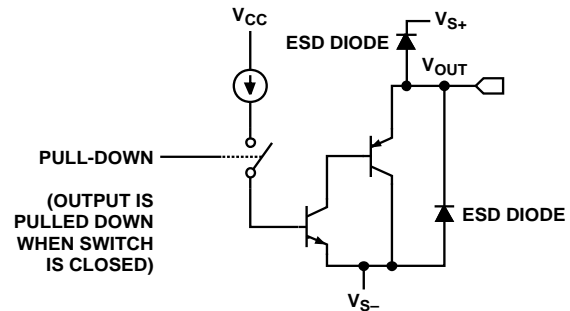 VCC
VS+
ESD DIODE
VOUT
PULL-DOWN
(OUTPUT IS
PULLED DOWN
WHEN SWITCH
IS CLOSED)
ESD DIODE
VS–